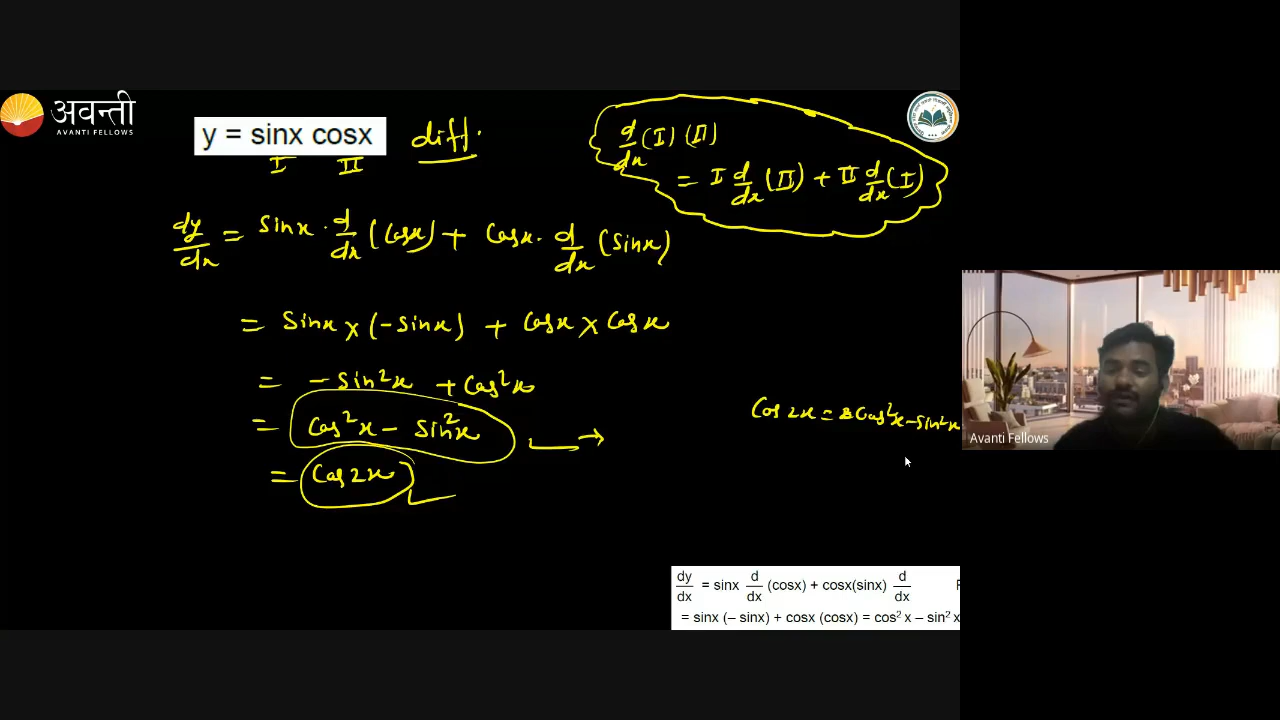 अवन्ती
AVANTI FELLOWS
y = sinx cosx diff.
I II
d/dx (I) (II)
= I d/dx (II) + II d/dx (I)
dy/dx = sinx · d/dx (cosx) + cosx · d/dx (sinx)
= sinx × (-sinx) + cosx × cosx
= -sin²x + cos²x
= cos²x - sin²x →
= cos2x
cos2x = cos²x - sin²x
Avanti Fellows
dy/dx = sinx d/dx (cosx) + cosx(sinx) d/dx
= sinx (– sinx) + cosx (cosx) = cos² x – sin² x